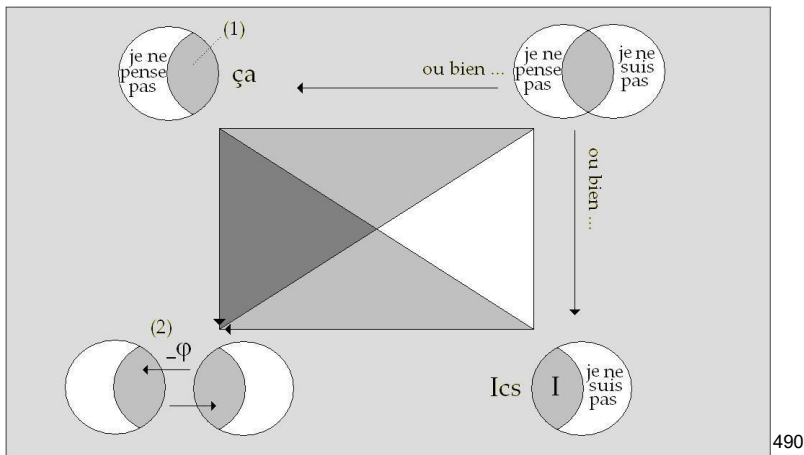 (1)
je ne
pense
pas
ça
ou bien ...
je ne
pense
pas
je ne
suis
pas
ou bien ...
(2)
-φ
Ics
I
je ne
suis
pas
490